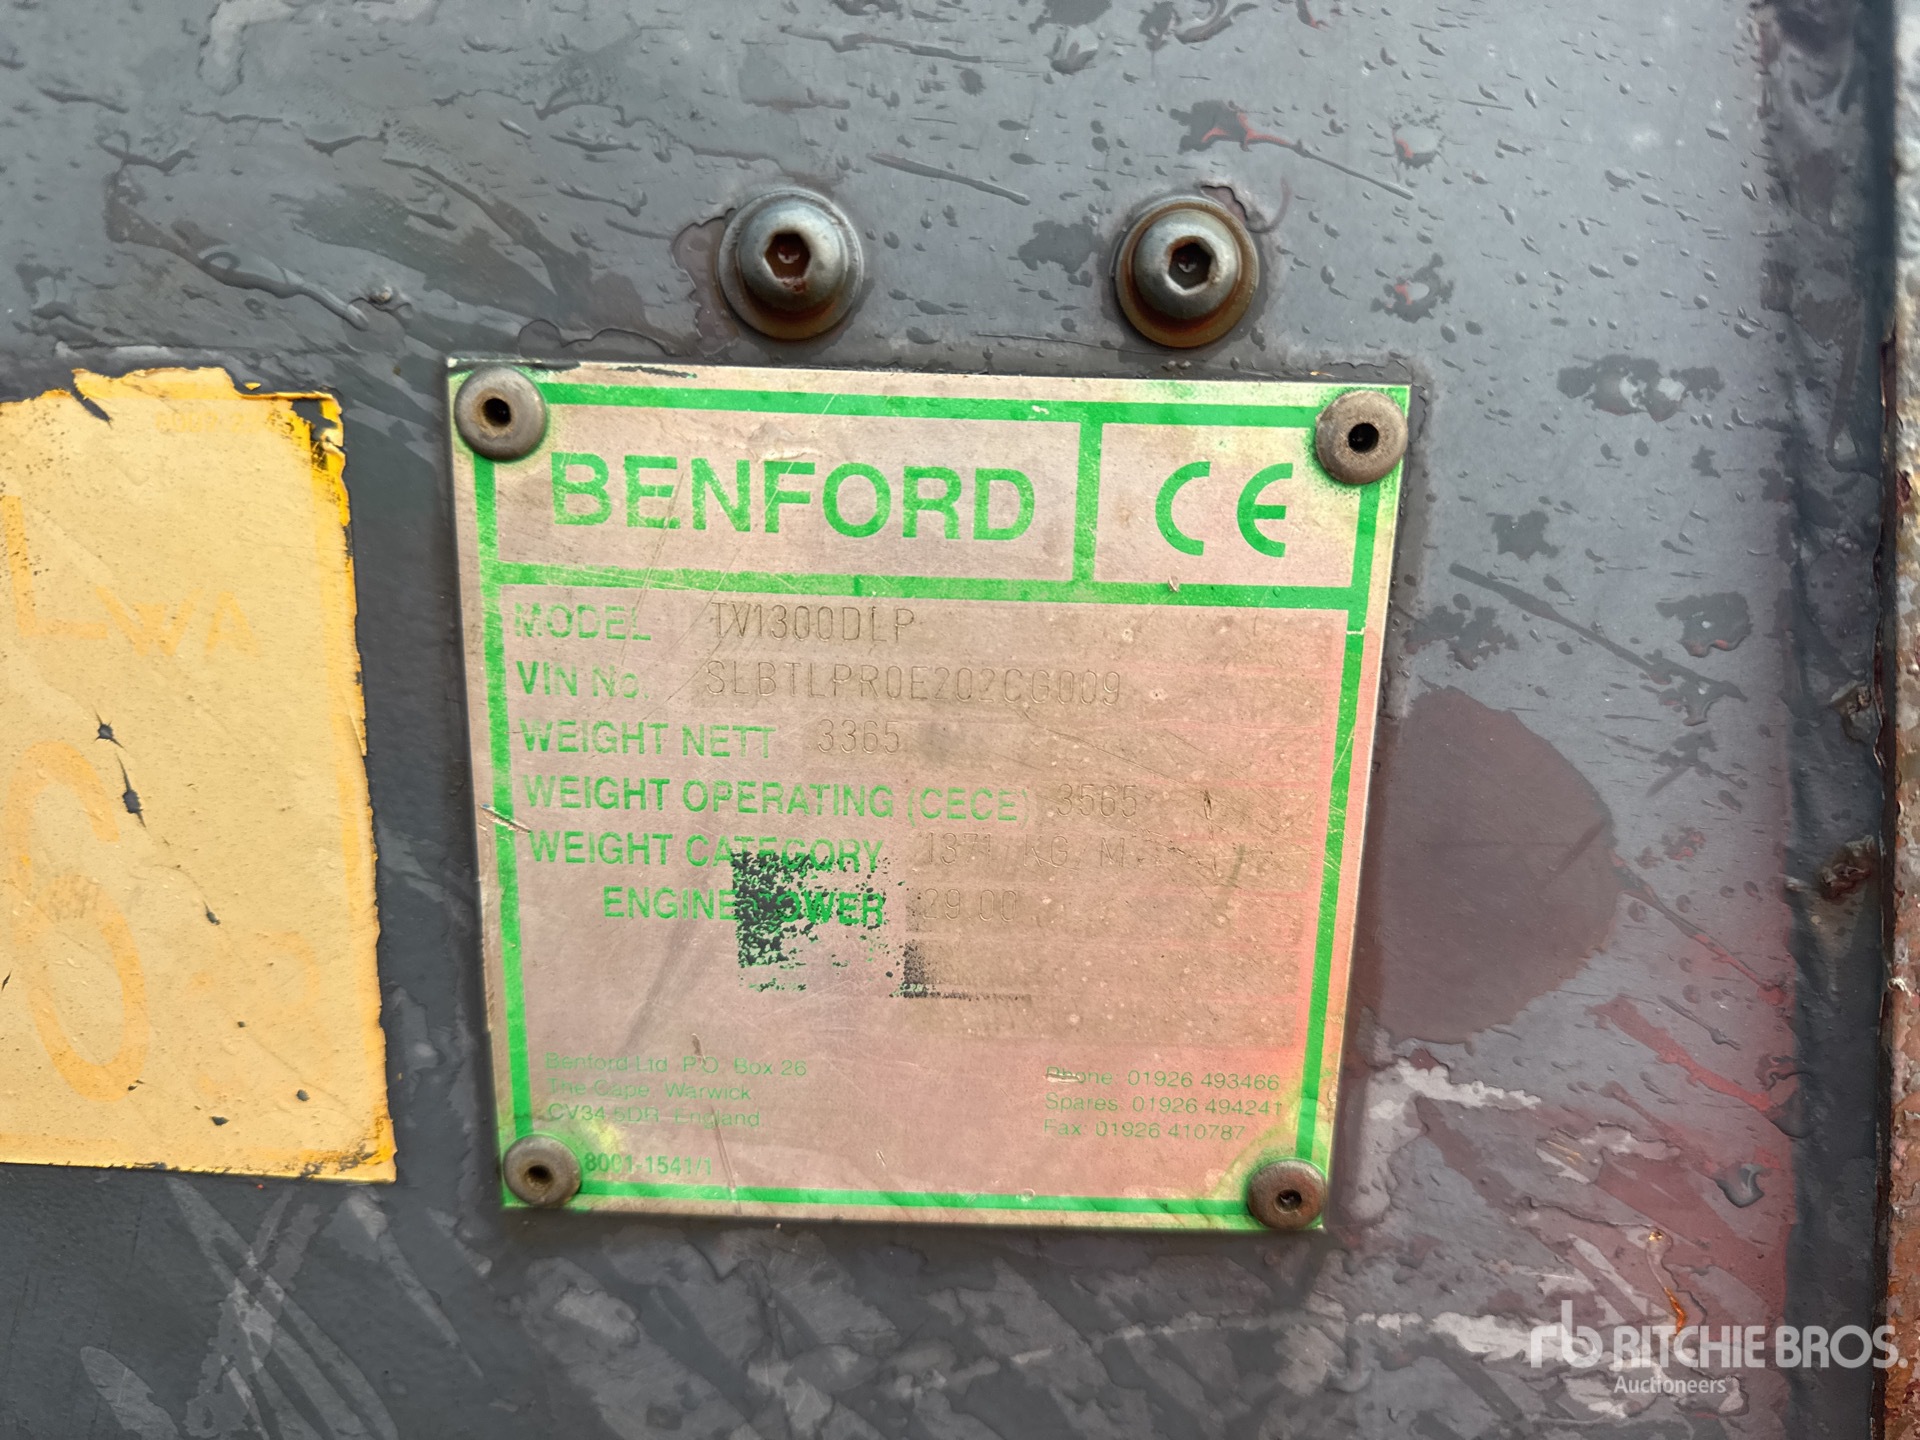 BENFORD CE
MODEL TV1300DLP
VIN No. SLBTLPR0E202CG009
WEIGHT NETT 3365
WEIGHT OPERATING (CECE) 3565
WEIGHT CATEGORY 1371 KG M
ENGINE POWER 29.00
Benford Ltd P.O. Box 26
The Cape Warwick
CV34 5DR England
Phone 01926 493466
Spares 01926 494241
Fax 01926 410787
8001-1541/1
LWA
rb RITCHIE BROS.
Auctioneers